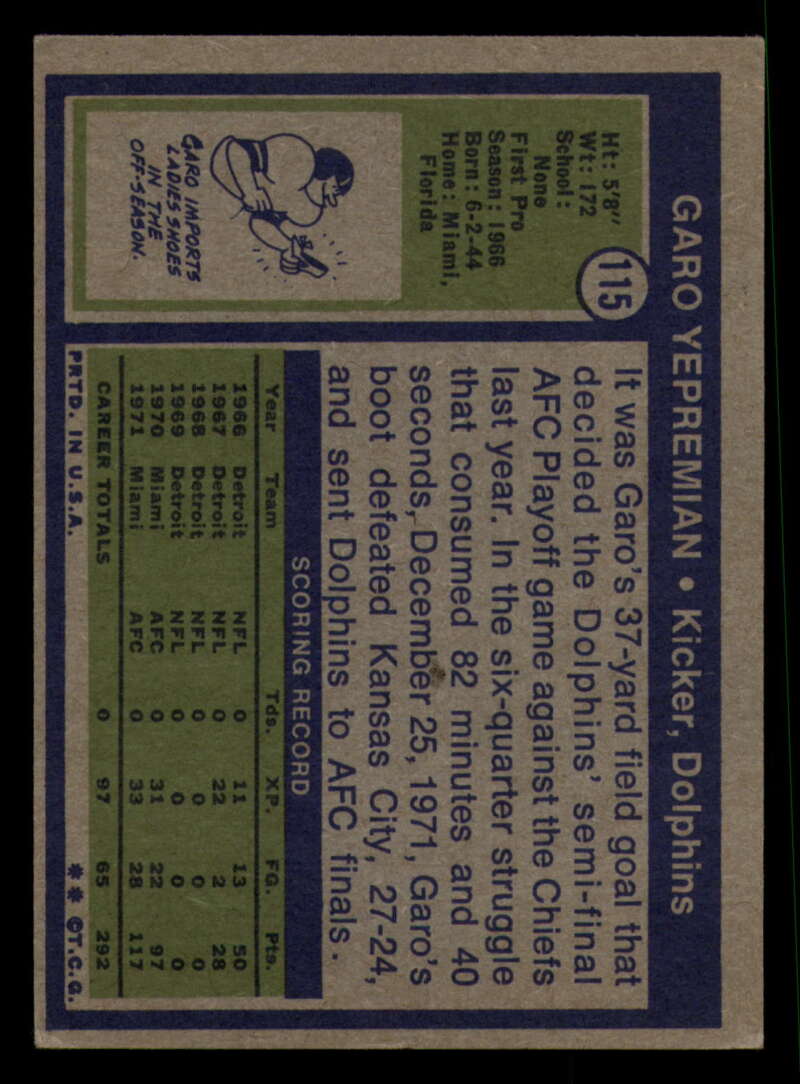 GARO YEPREMIAN • Kicker, Dolphins
115
Ht: 5'8"
Wt: 172
School:
None
First Pro
Season: 1966
Born: 6-2-44
Home: Miami,
Florida
GARO IMPORTS
LADIES SHOES
IN THE
OFF-SEASON.
It was Garo's 37-yard field goal that
decided the Dolphins' semi-final
AFC Playoff game against the Chiefs
last year. In the six-quarter struggle
that consumed 82 minutes and 40
seconds, December 25, 1971, Garo's
boot defeated Kansas City, 27-24,
and sent Dolphins to AFC finals.
SCORING RECORD
Year Team Tds. XP. FG. Pts.
1966 Detroit NFL 0 11 13 50
1967 Detroit NFL 0 22 2 28
1968 Detroit NFL 0 0 0 0
1969 Detroit NFL 0 0 0 0
1970 Miami AFC 0 31 22 97
1971 Miami AFC 0 33 28 117
CAREER TOTALS 0 97 65 292
PRTD. IN U.S.A. ** ©T.C.G.